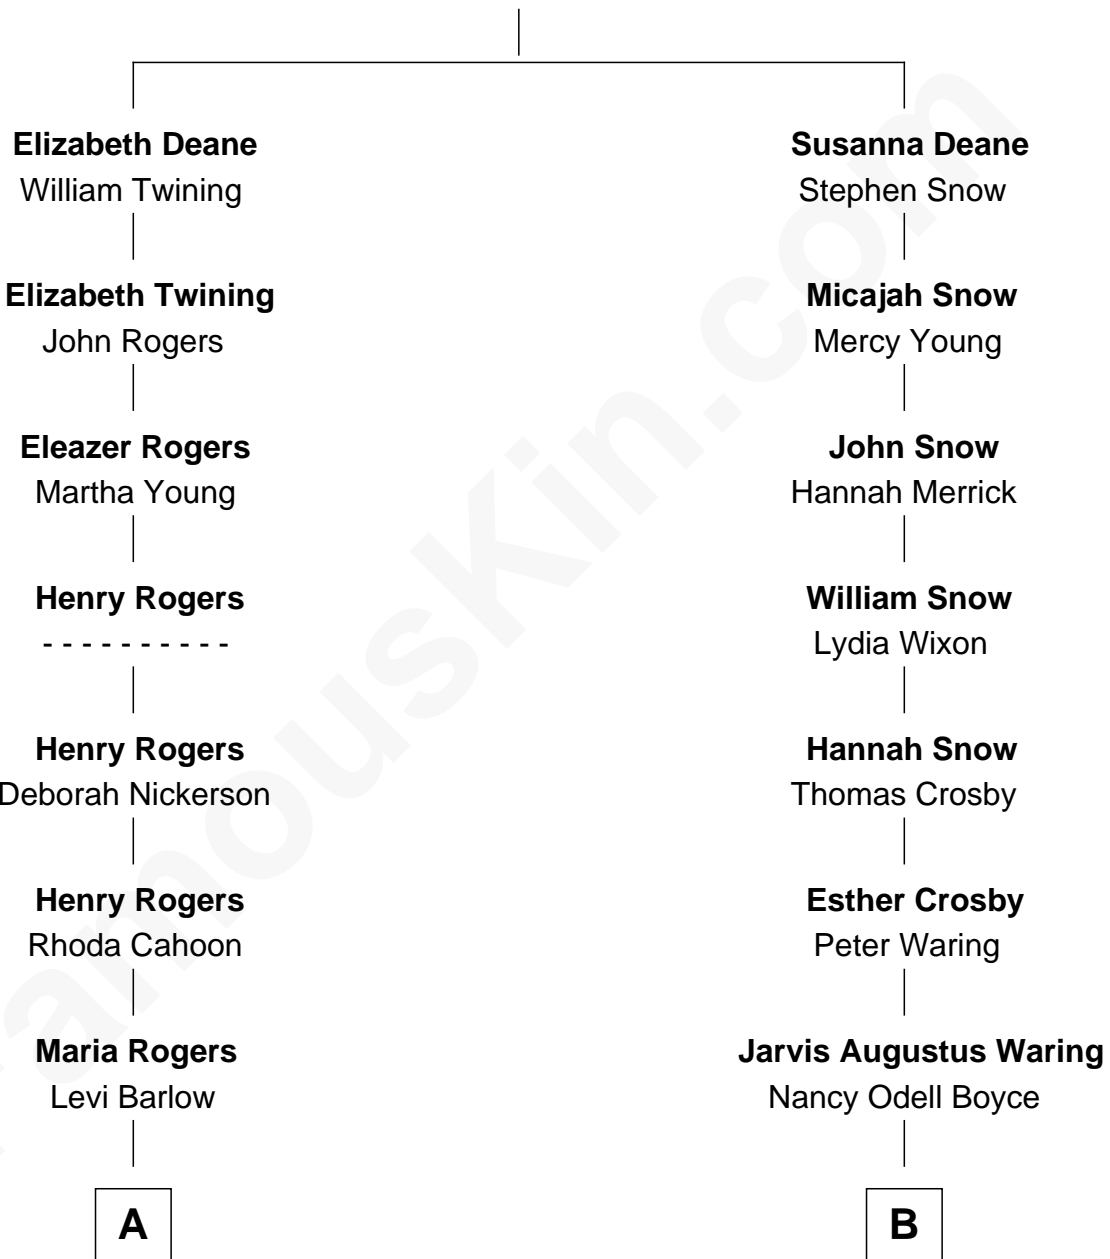 Elizabeth Deane
William Twining
Susanna Deane
Stephen Snow
Elizabeth Twining
John Rogers
Micajah Snow
Mercy Young
Eleazer Rogers
Martha Young
John Snow
Hannah Merrick
Henry Rogers
- - - - - - - - - -
William Snow
Lydia Wixon
Henry Rogers
Deborah Nickerson
Hannah Snow
Thomas Crosby
Henry Rogers
Rhoda Cahoon
Esther Crosby
Peter Waring
Maria Rogers
Levi Barlow
Jarvis Augustus Waring
Nancy Odell Boyce
A
B
FamousKin.com